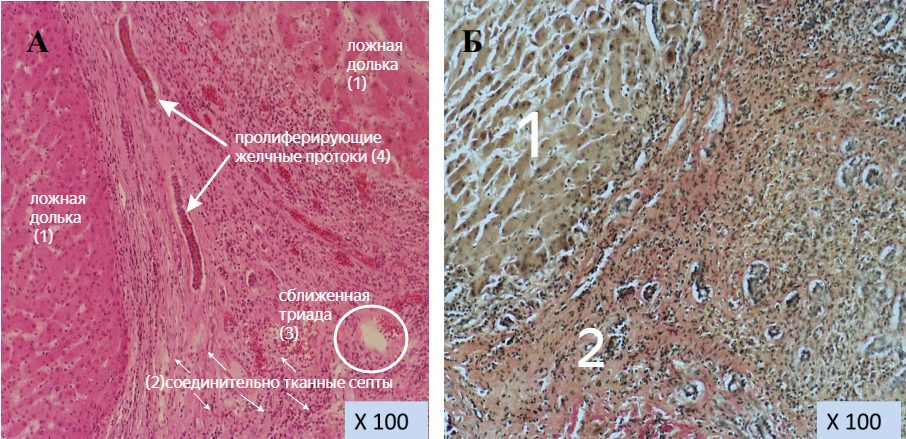 А
ложная
долька
(1)
пролиферирующие
желчные протоки (4)
ложная
долька
(1)
сближенная
триада
(3)
(2)соединительно тканные септы
X 100
Б
1
2
X 100